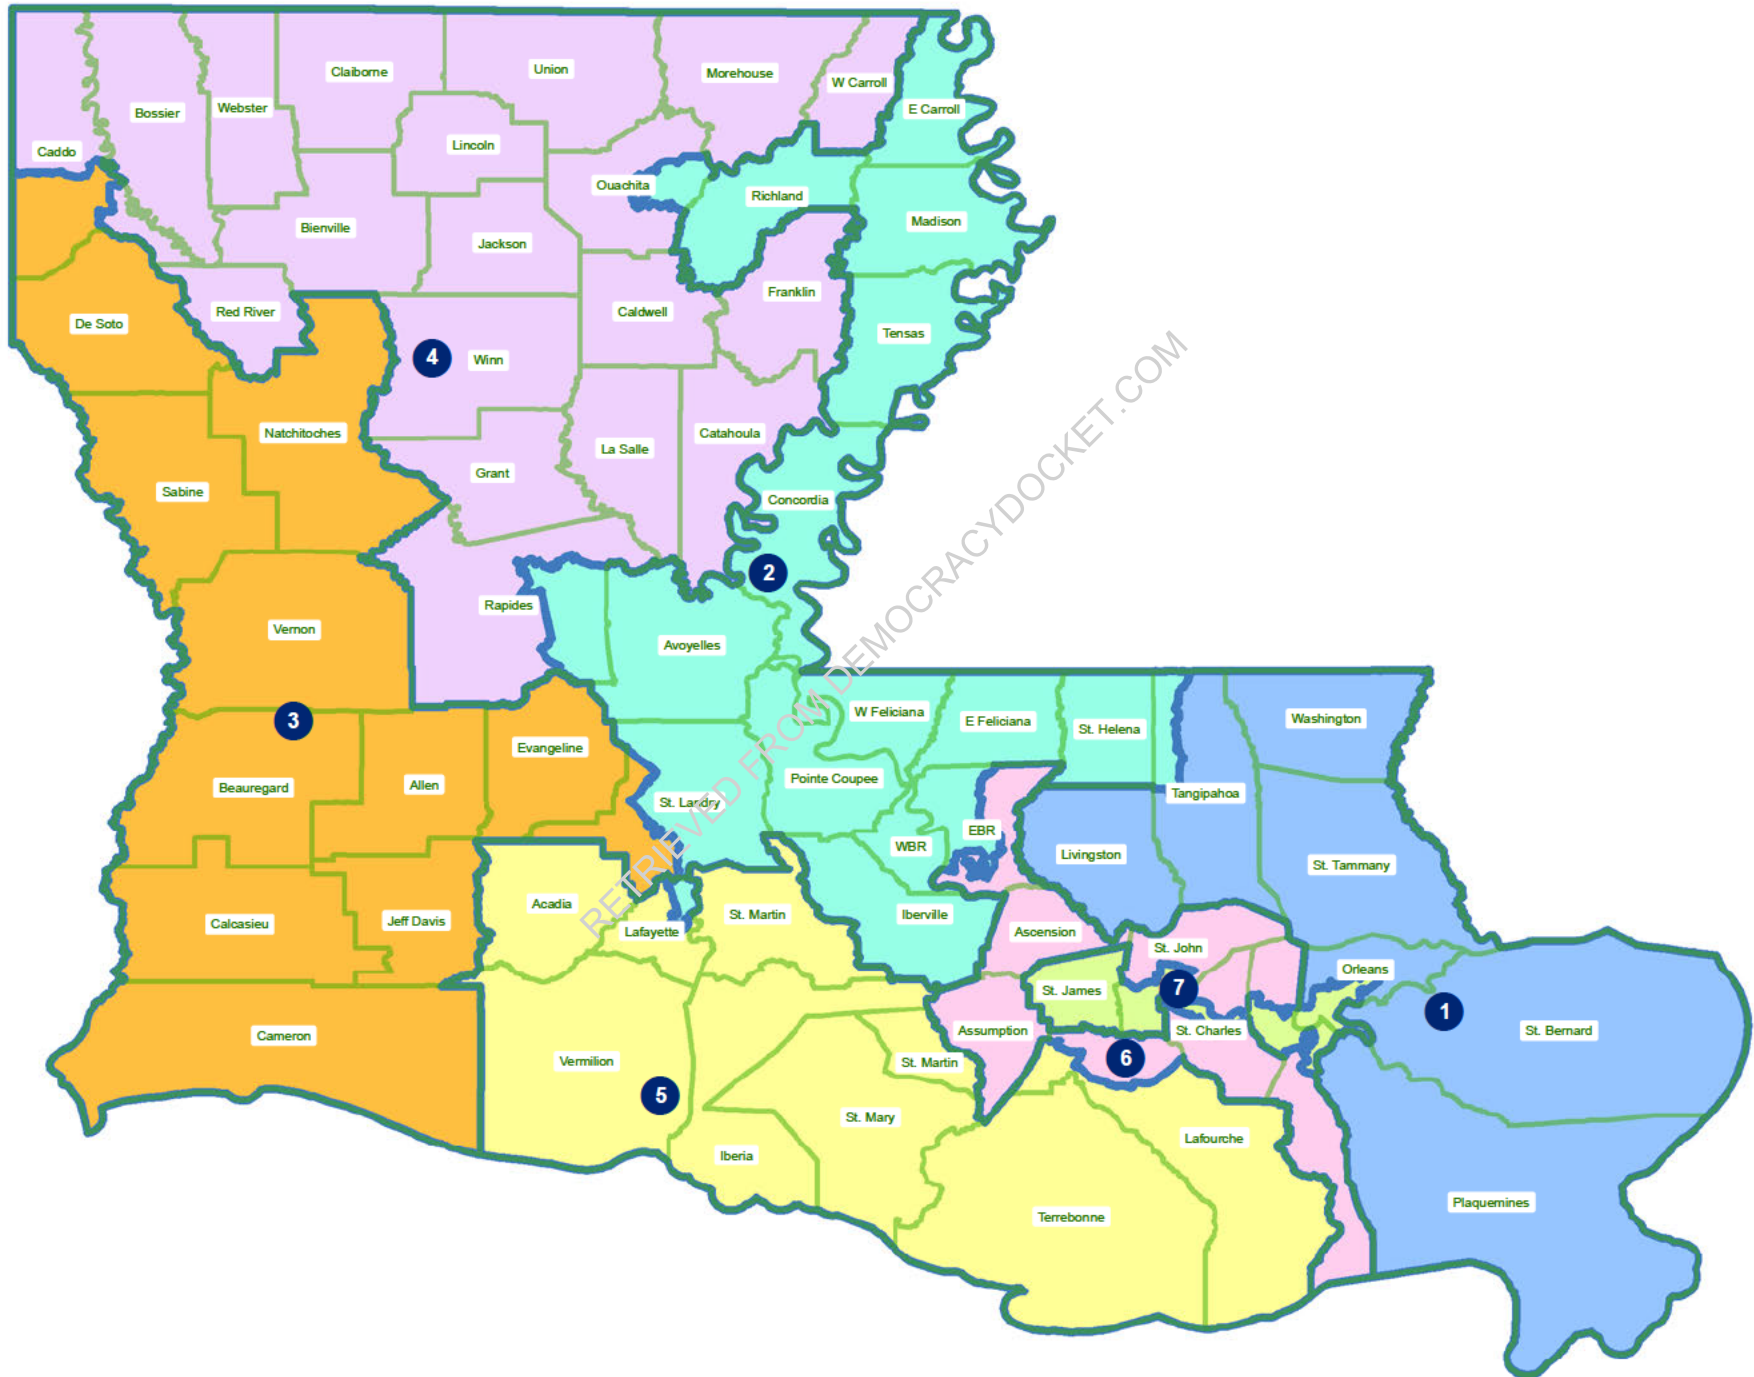 Claiborne
Union
Morehouse
W Carroll
Bossier
Webster
E Carroll
Caddo
Lincoln
Ouachita
Richland
Bienville
Jackson
Madison
Red River
Caldwell
Franklin
De Soto
Tensas
4
Winn
Natchitoches
La Salle
Catahoula
Grant
Sabine
Concordia
2
Rapides
Vernon
Avoyelles
3
W Feliciana
E Feliciana
St. Helena
Washington
Evangeline
Beauregard
Allen
Pointe Coupee
St. Landry
Tangipahoa
EBR
WBR
Livingston
St. Tammany
Acadia
Calcasieu
Jeff Davis
Lafayette
St. Martin
Iberville
Ascension
St. John
Orleans
St. James
7
1
Cameron
Assumption
St. Charles
St. Bernard
Vermilion
St. Martin
6
5
St. Mary
Lafourche
Iberia
Terrebonne
Plaquemines
RETRIEVED FROM DEMOCRACYDOCKET.COM